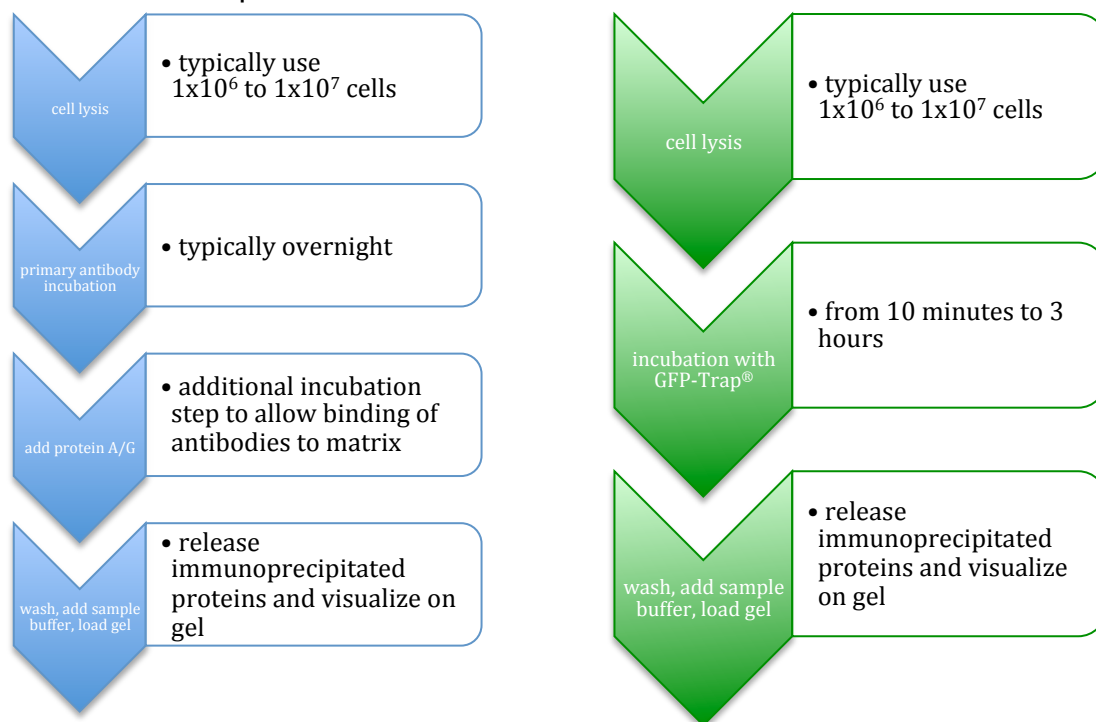 cell lysis
• typically use
1x10⁶ to 1x10⁷ cells
primary antibody
incubation
• typically overnight
add protein A/G
• additional incubation
step to allow binding of
antibodies to matrix
wash, add sample
buffer, load gel
• release
immunoprecipitated
proteins and visualize on
gel
cell lysis
• typically use
1x10⁶ to 1x10⁷ cells
incubation with
GFP-Trap®
• from 10 minutes to 3
hours
wash, add sample
buffer, load gel
• release
immunoprecipitated
proteins and visualize
on gel